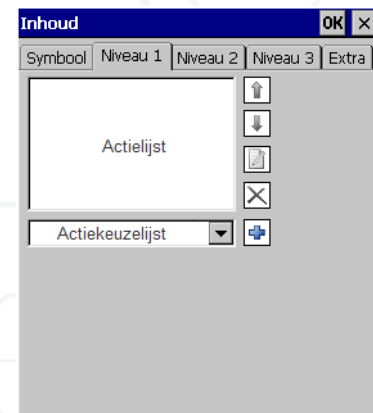 Inhoud OK ×
Symbool Niveau 1 Niveau 2 Niveau 3 Extra
Actielijst
Actiekeuzelijst